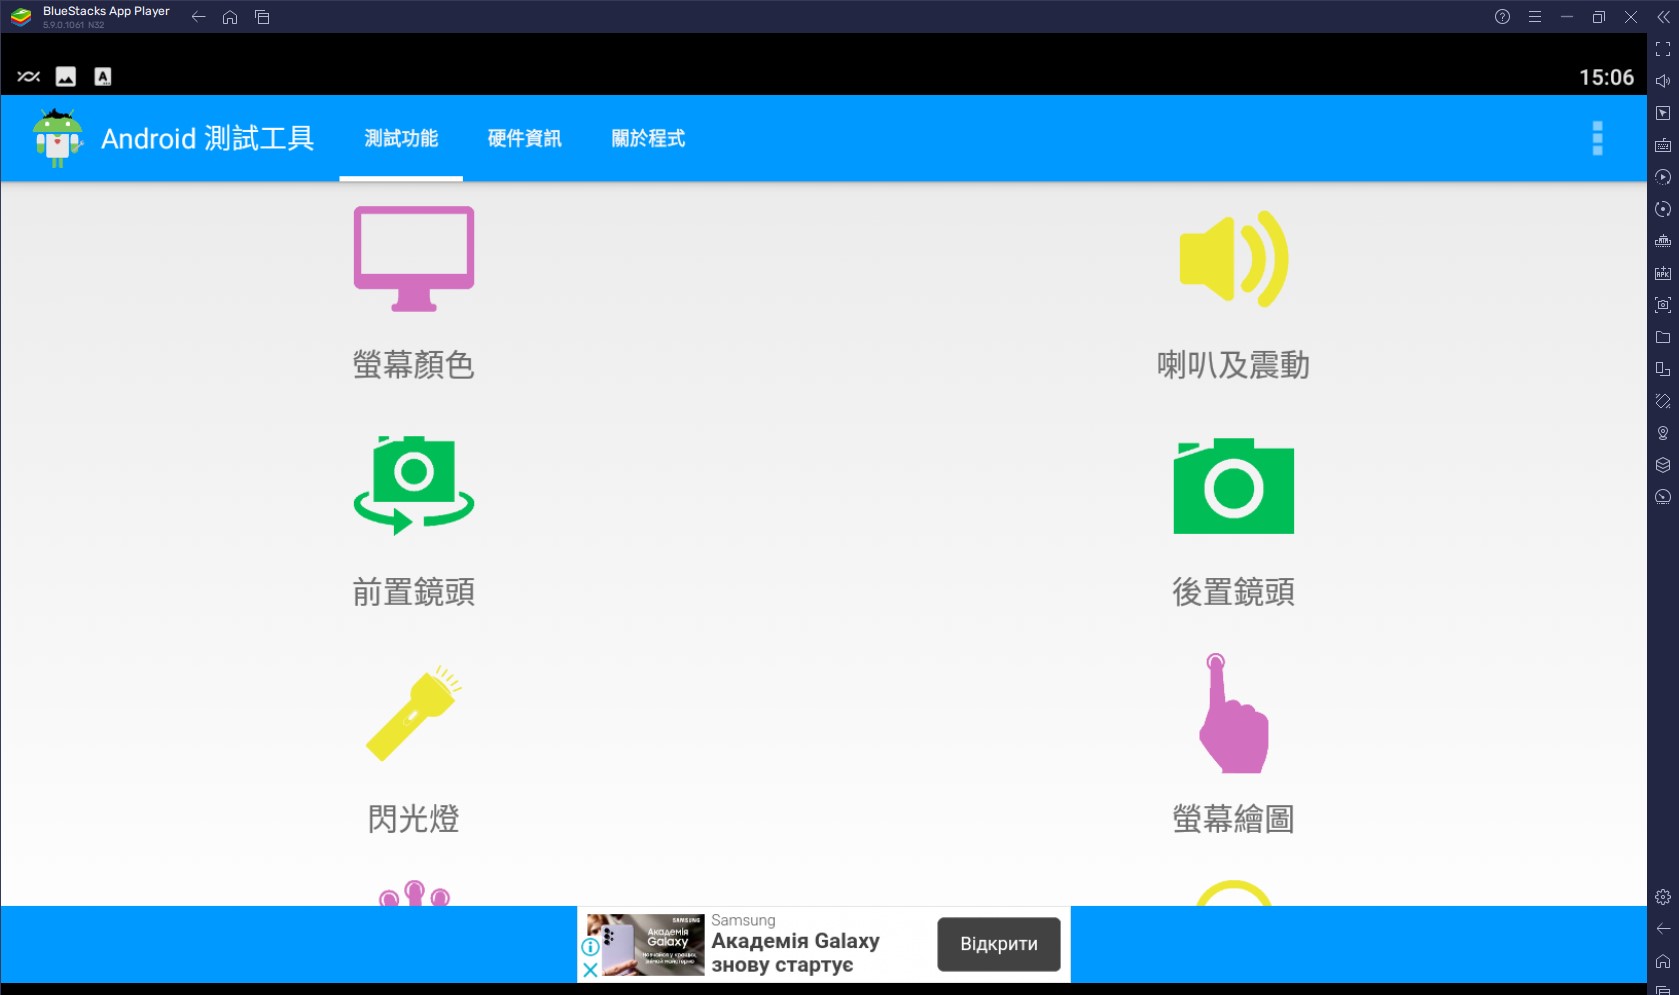 BlueStacks App Player
5.9.0.1061 N32
15:06
Android 測試工具
測試功能
硬件資訊
關於程式
螢幕顏色
喇叭及震動
前置鏡頭
後置鏡頭
閃光燈
螢幕繪圖
SAMSUNG
Академія
Galaxy
Samsung
Академія Galaxy
знову стартує
Відкрити